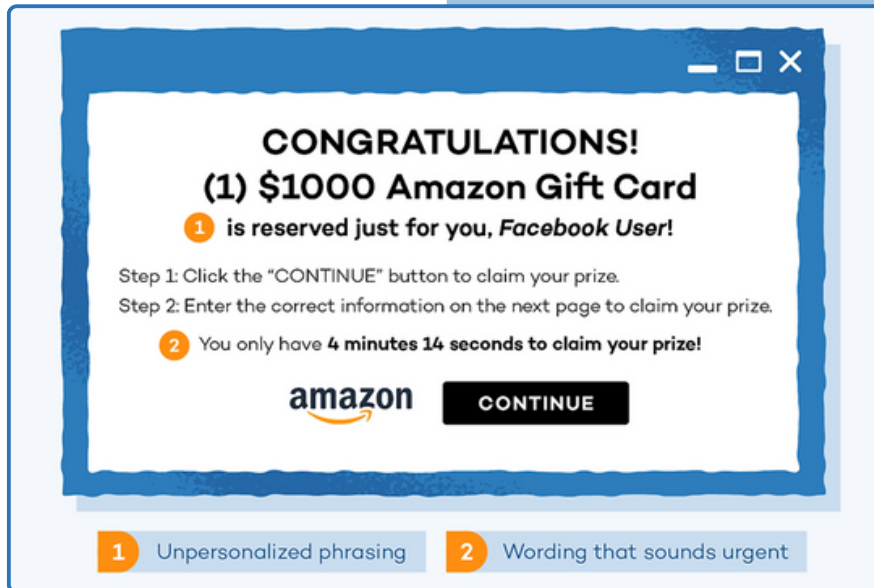 CONGRATULATIONS!
(1) $1000 Amazon Gift Card
1 is reserved just for you, Facebook User!
Step 1: Click the “CONTINUE” button to claim your prize.
Step 2: Enter the correct information on the next page to claim your prize.
2 You only have 4 minutes 14 seconds to claim your prize!
amazon CONTINUE
1 Unpersonalized phrasing 2 Wording that sounds urgent